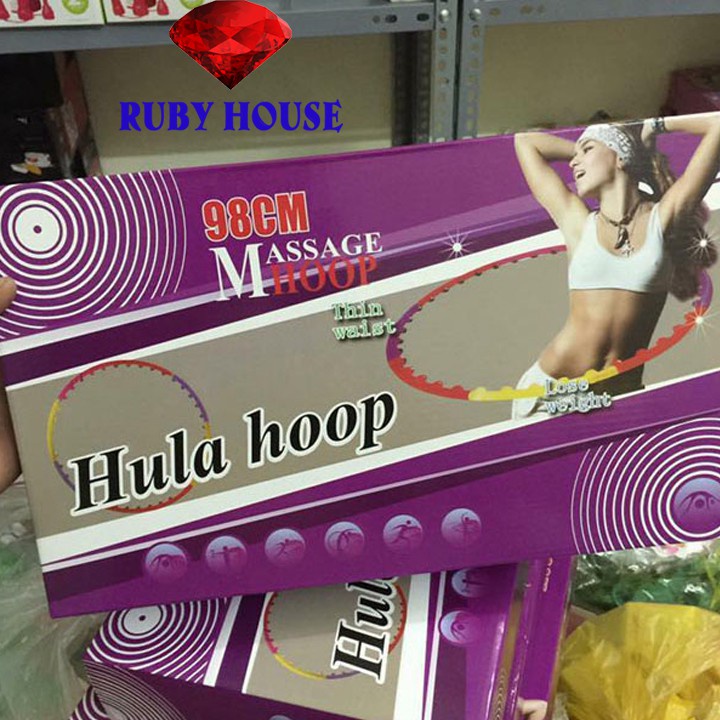 RUBY HOUSE
98CM
MASSAGE
HOOP
Thin
waist
Lose
weight
Hula hoop
Hul